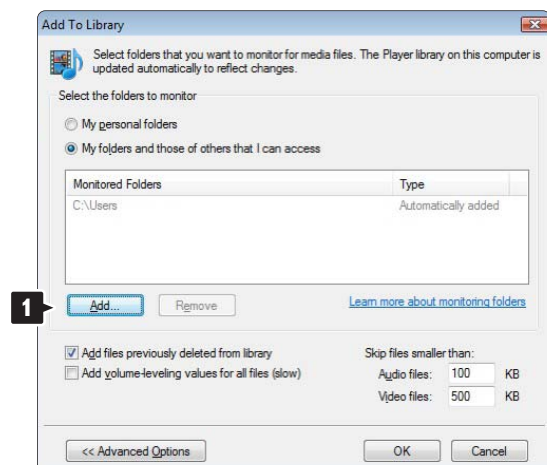 Add To Library
Select folders that you want to monitor for media files. The Player library on this computer is
updated automatically to reflect changes.
Select the folders to monitor
My personal folders
My folders and those of others that I can access
Monitored Folders Type
C:\Users Automatically added
1
Add... Remove Learn more about monitoring folders
Add files previously deleted from library Skip files smaller than:
Add volume-leveling values for all files (slow) Audio files: 100 KB
Video files: 500 KB
<< Advanced Options OK Cancel